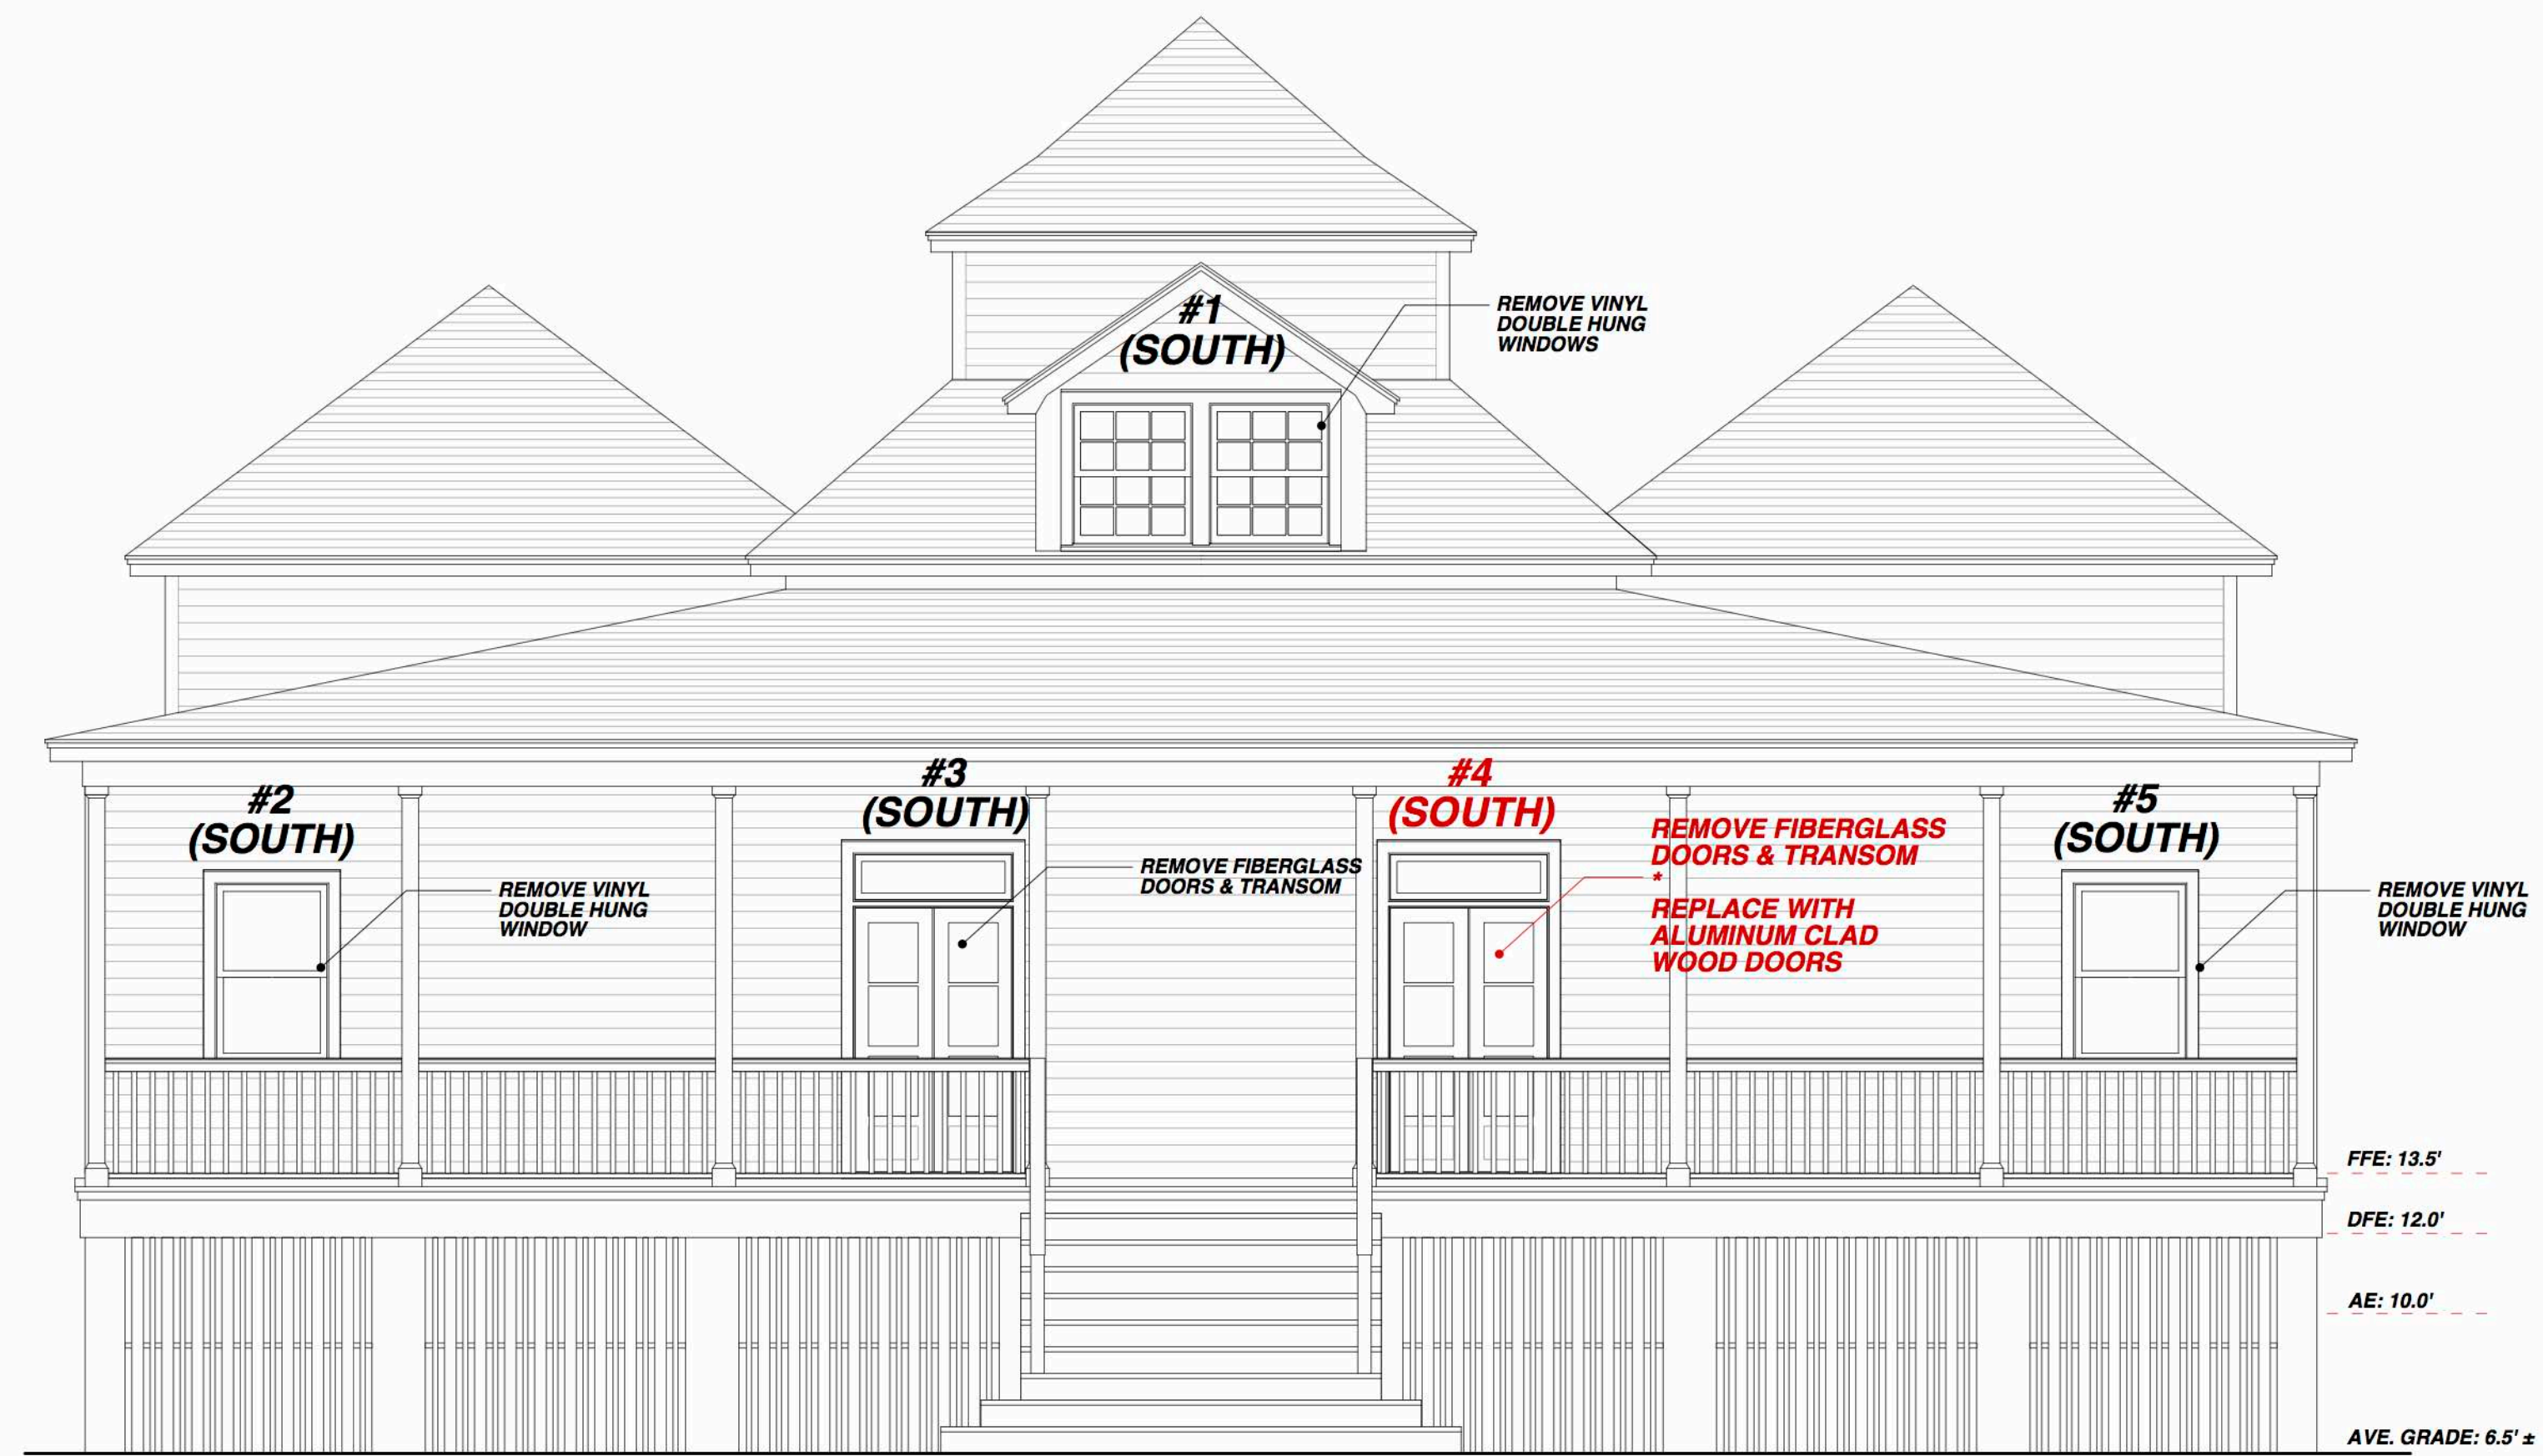 #1
(SOUTH)
REMOVE VINYL
DOUBLE HUNG
WINDOWS
#2
(SOUTH)
REMOVE VINYL
DOUBLE HUNG
WINDOW
#3
(SOUTH)
REMOVE FIBERGLASS
DOORS & TRANSOM
#4
(SOUTH)
REMOVE FIBERGLASS
DOORS & TRANSOM
*
REPLACE WITH
ALUMINUM CLAD
WOOD DOORS
#5
(SOUTH)
REMOVE VINYL
DOUBLE HUNG
WINDOW
FFE: 13.5'
DFE: 12.0'
AE: 10.0'
AVE. GRADE: 6.5' ±